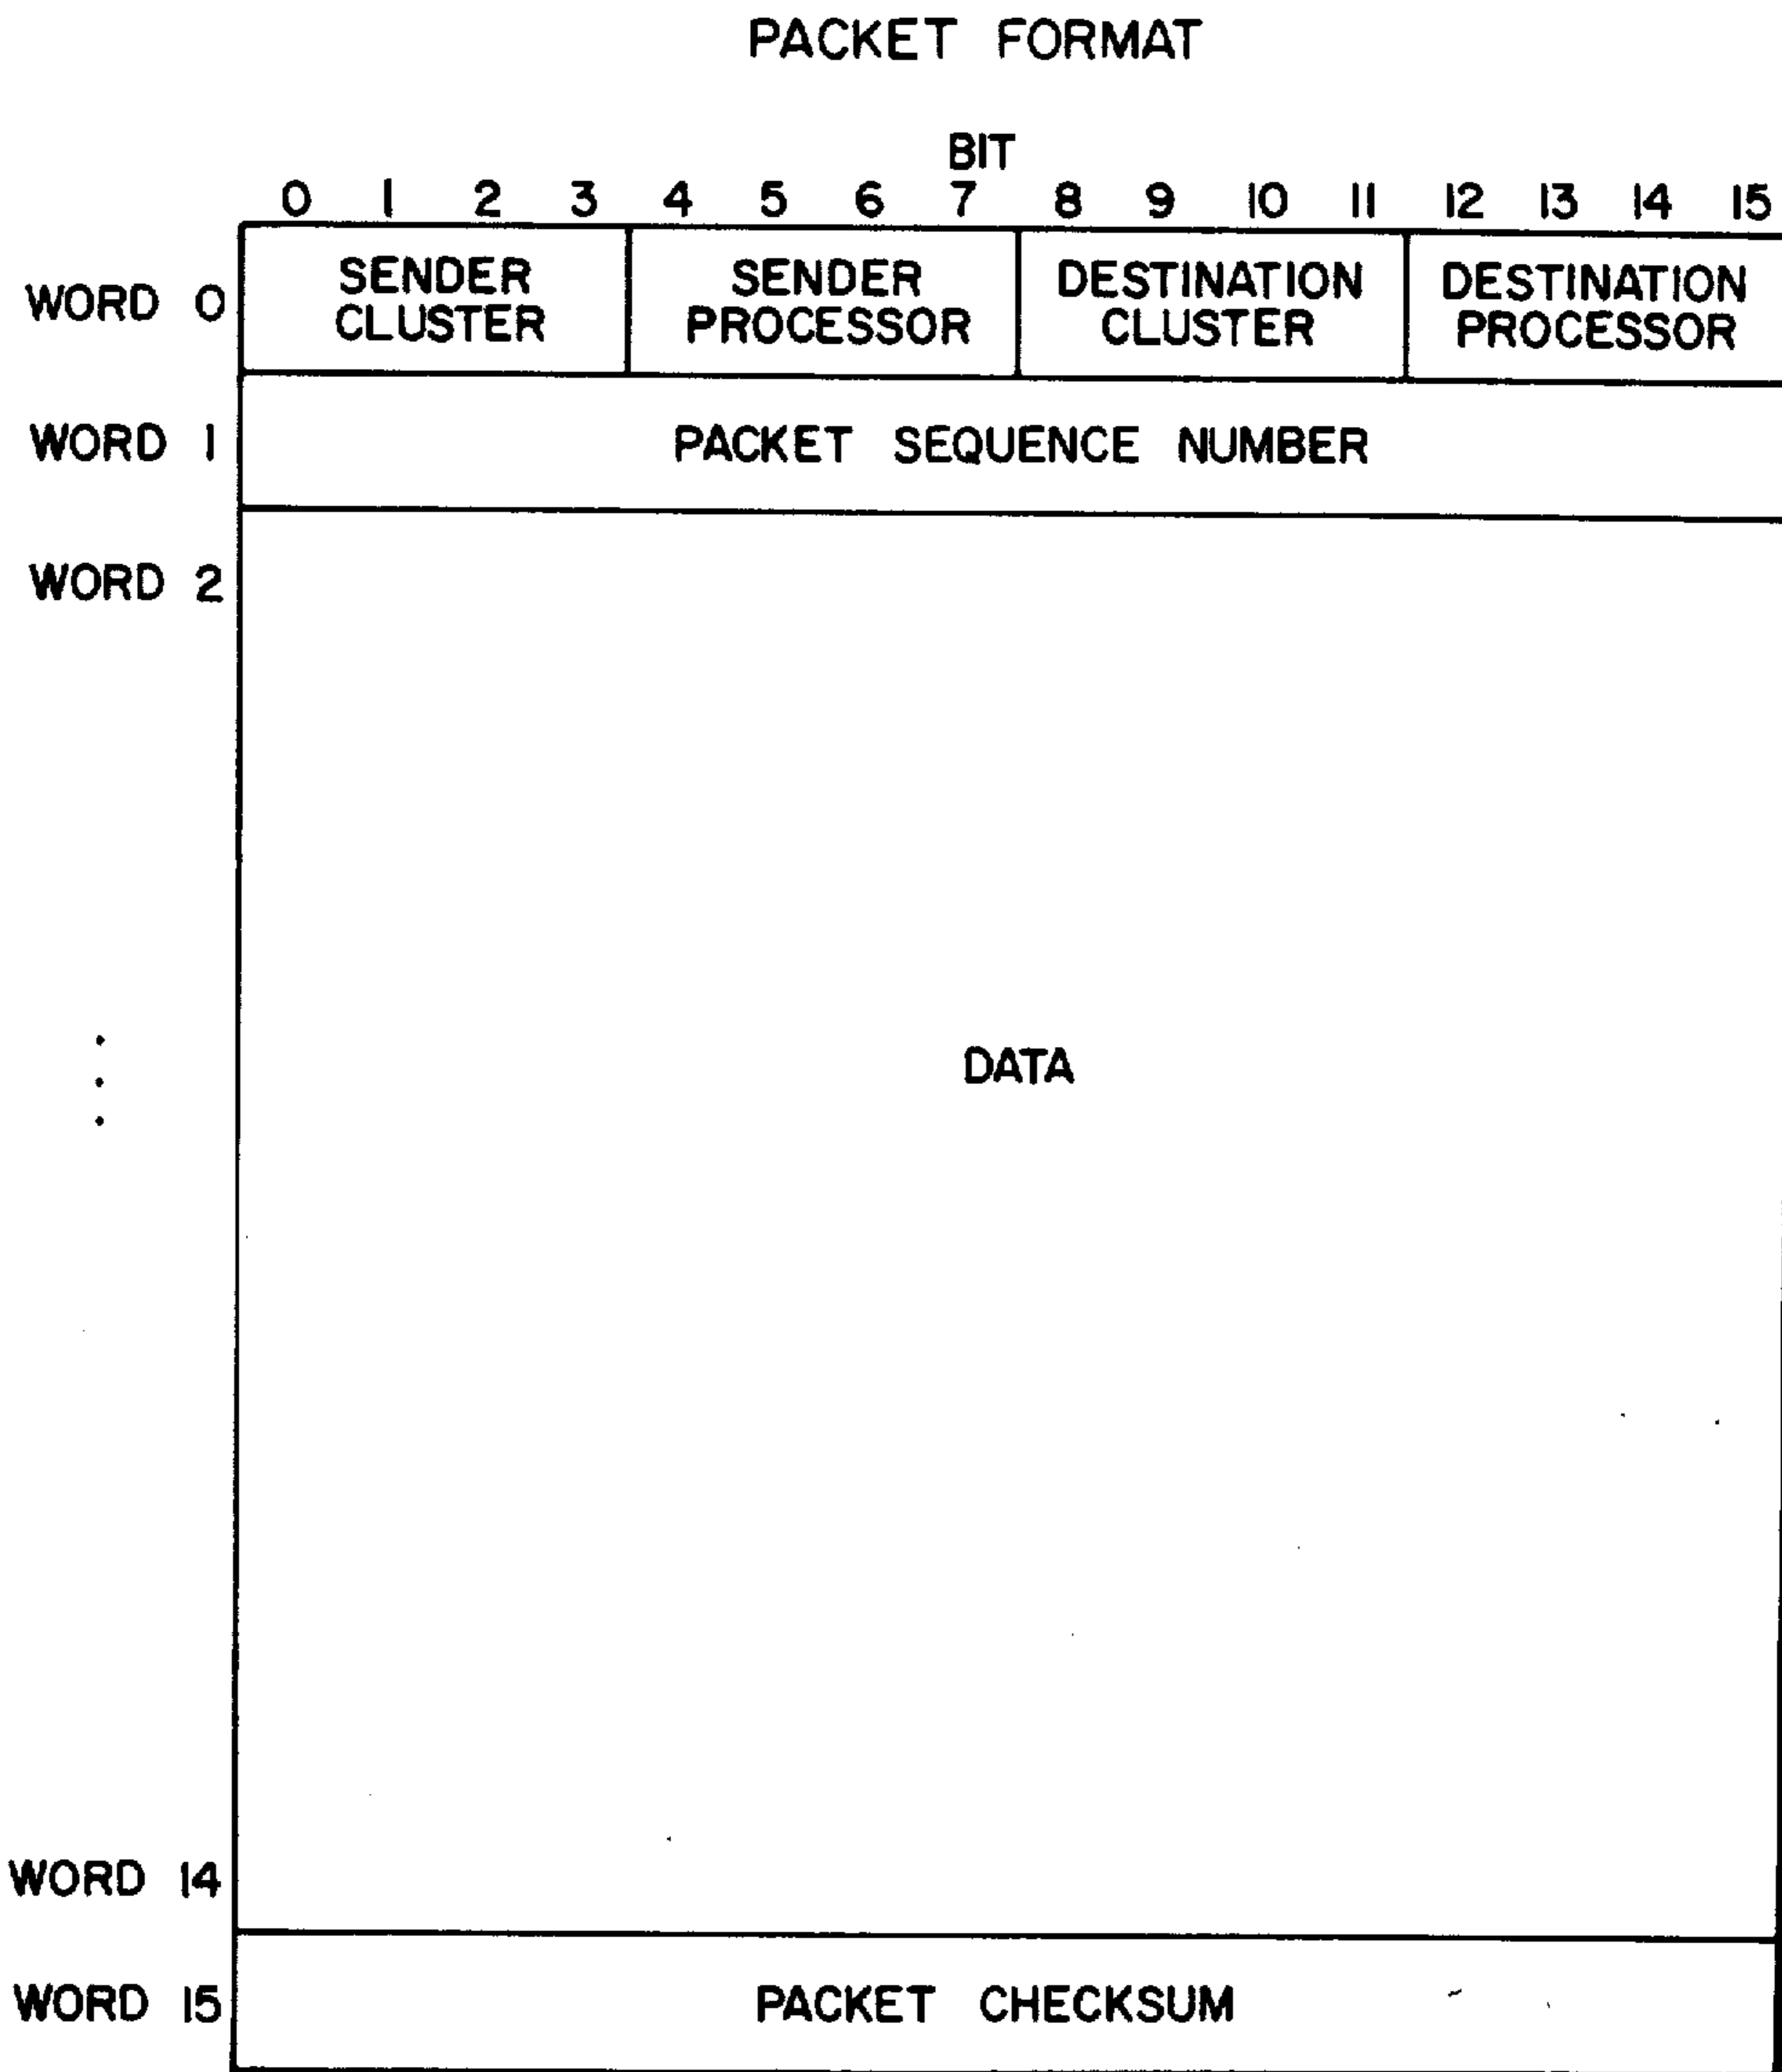 PACKET FORMAT
BIT
0 1 2 3 4 5 6 7 8 9 10 11 12 13 14 15
WORD 0
SENDER CLUSTER
SENDER PROCESSOR
DESTINATION CLUSTER
DESTINATION PROCESSOR
WORD 1
PACKET SEQUENCE NUMBER
WORD 2
.
.
.
DATA
WORD 14
WORD 15
PACKET CHECKSUM